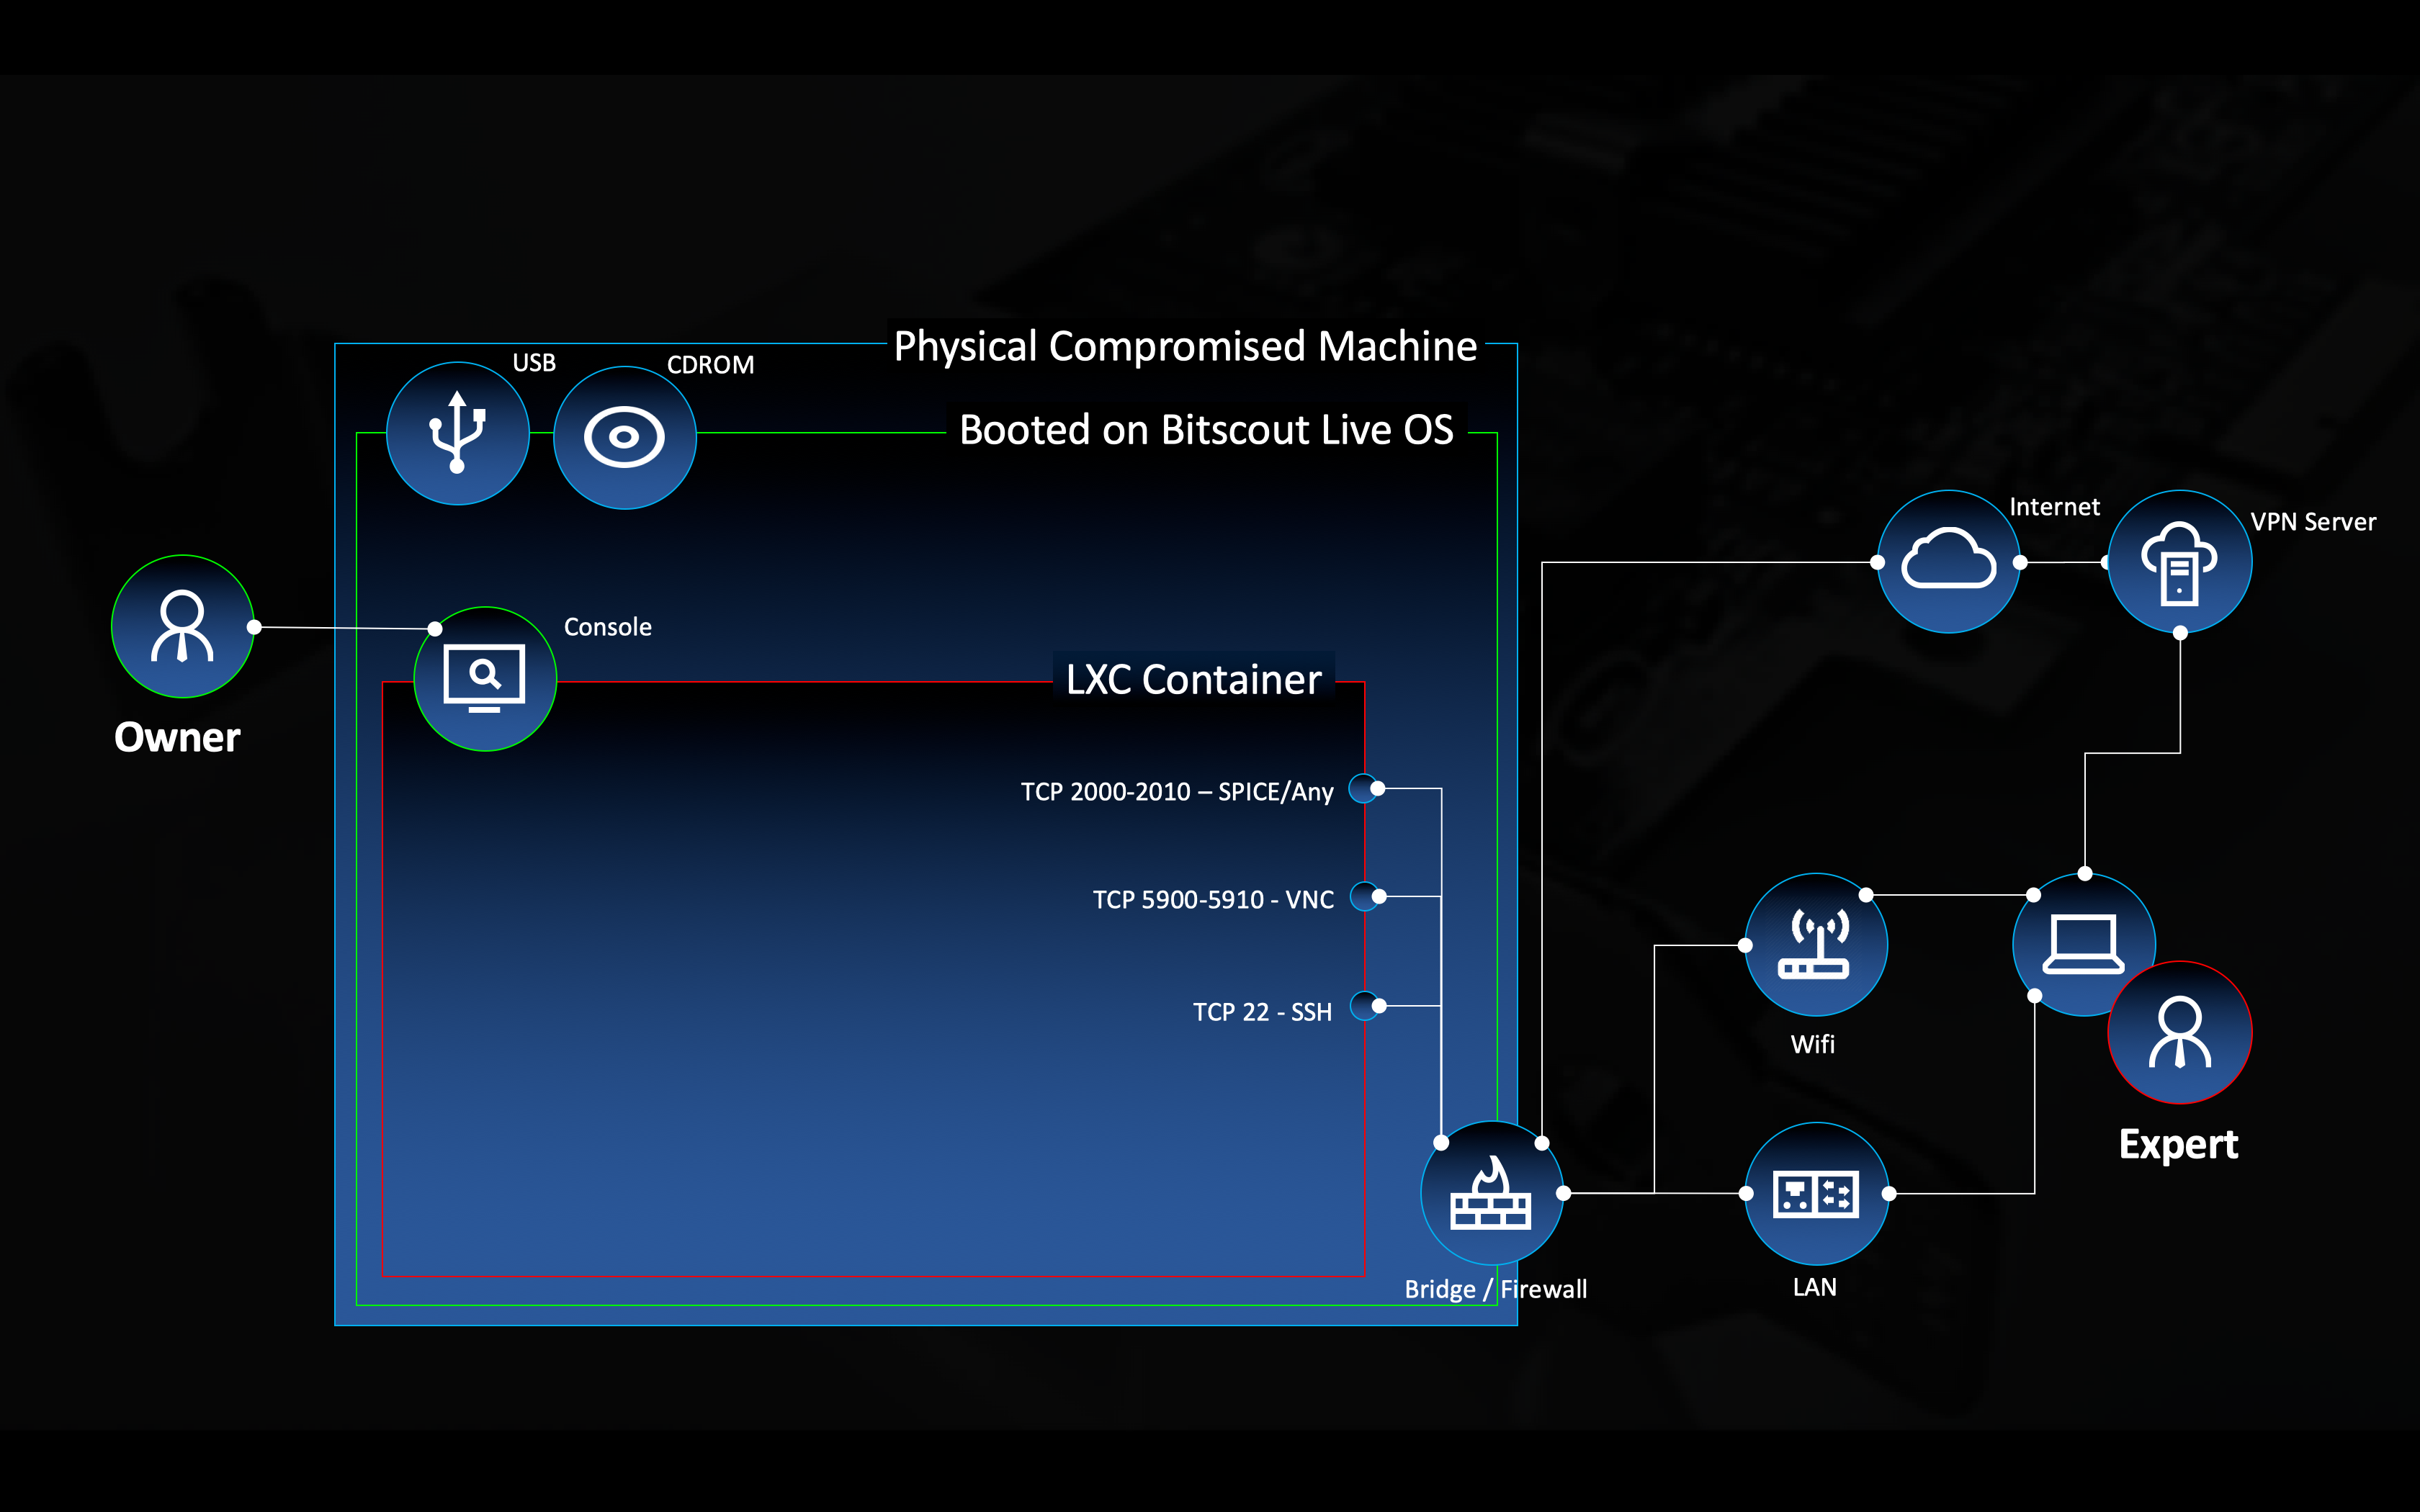 Physical Compromised Machine
USB
CDROM
Booted on Bitscout Live OS
Internet
VPN Server
Console
LXC Container
Owner
TCP 2000-2010 – SPICE/Any
TCP 5900-5910 - VNC
TCP 22 - SSH
Wifi
Expert
Bridge / Firewall
LAN